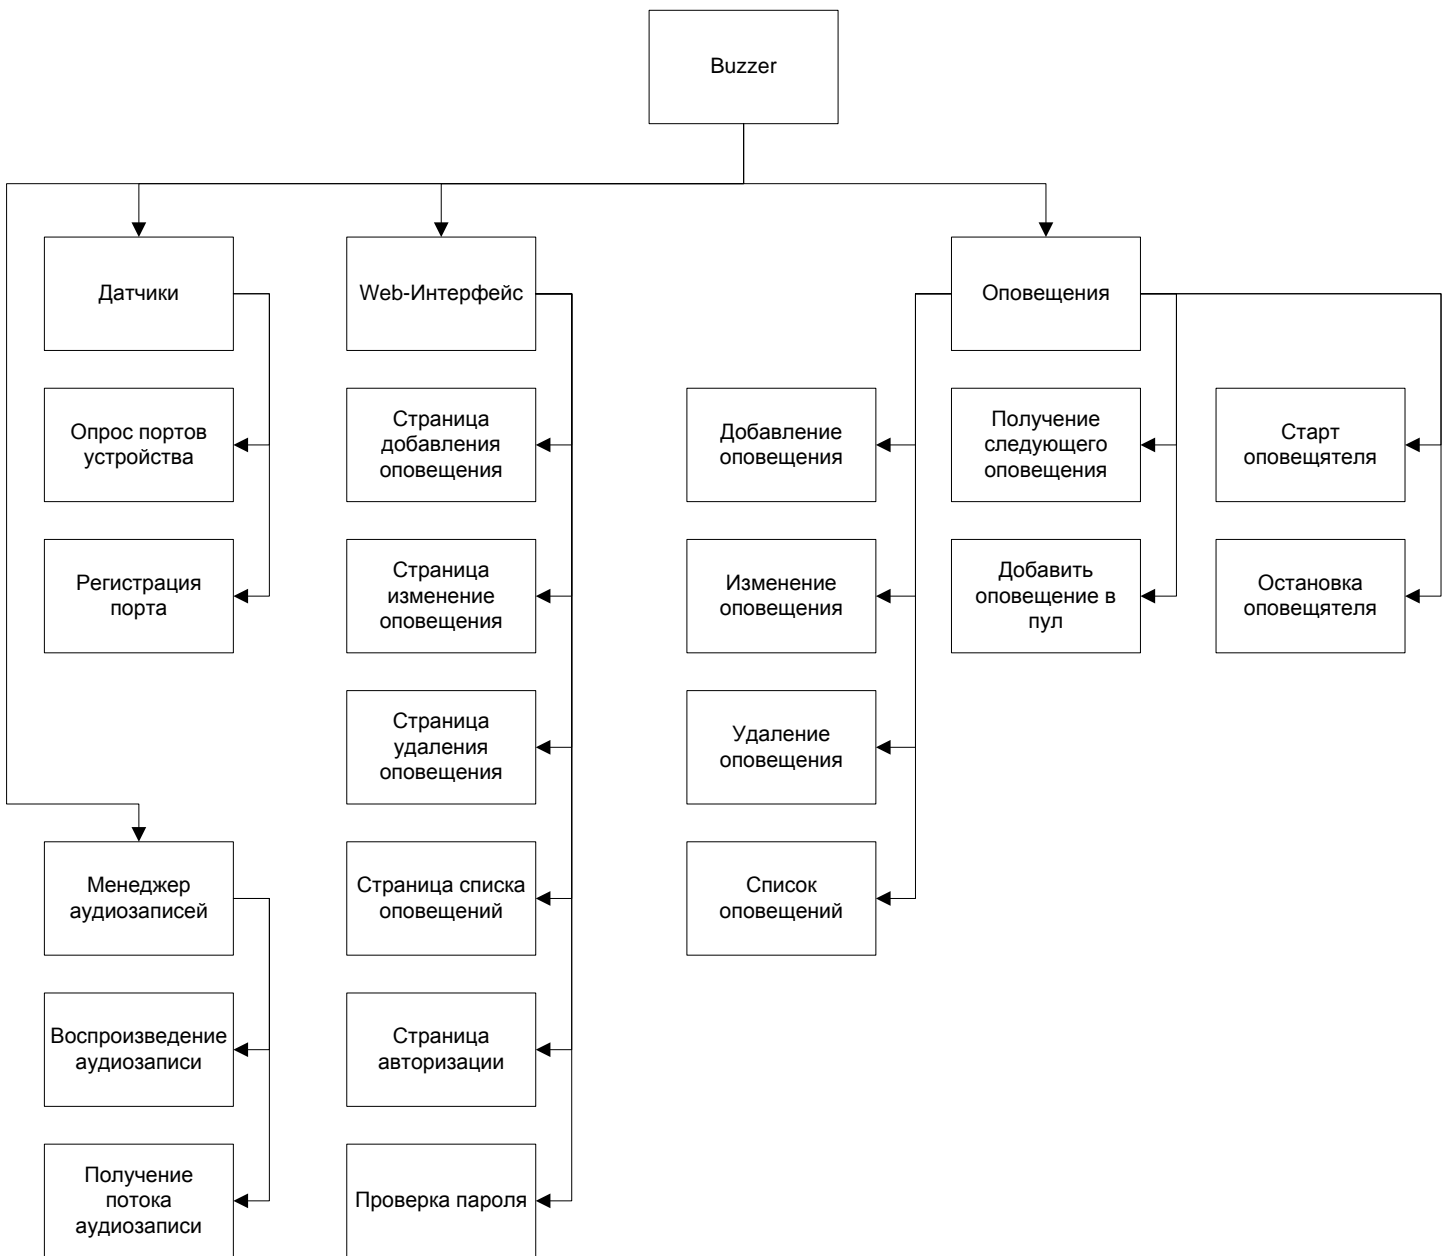 Buzzer
Датчики
Web-Интерфейс
Оповещения
Опрос портов
устройства
Страница
добавления
оповещения
Добавление
оповещения
Получение
следующего
оповещения
Старт
оповещятеля
Регистрация
порта
Страница
изменение
оповещения
Изменение
оповещения
Добавить
оповещение в
пул
Остановка
оповещятеля
Страница
удаления
оповещения
Удаление
оповещения
Менеджер
аудиозаписей
Страница списка
оповещений
Список
оповещений
Воспроизведение
аудиозаписи
Страница
авторизации
Получение
потока
аудиозаписи
Проверка пароля